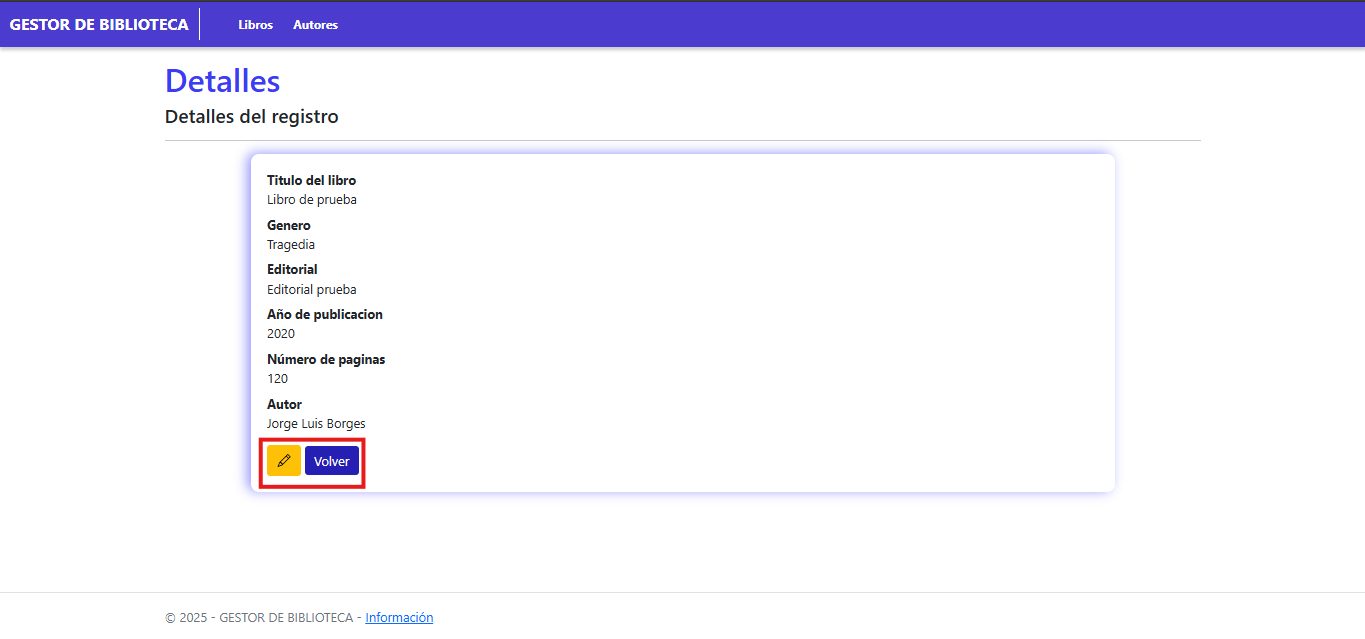 GESTOR DE BIBLIOTECA Libros Autores
Detalles
Detalles del registro
Titulo del libro
Libro de prueba
Genero
Tragedia
Editorial
Editorial prueba
Año de publicacion
2020
Número de paginas
120
Autor
Jorge Luis Borges
Volver
© 2025 - GESTOR DE BIBLIOTECA - Información